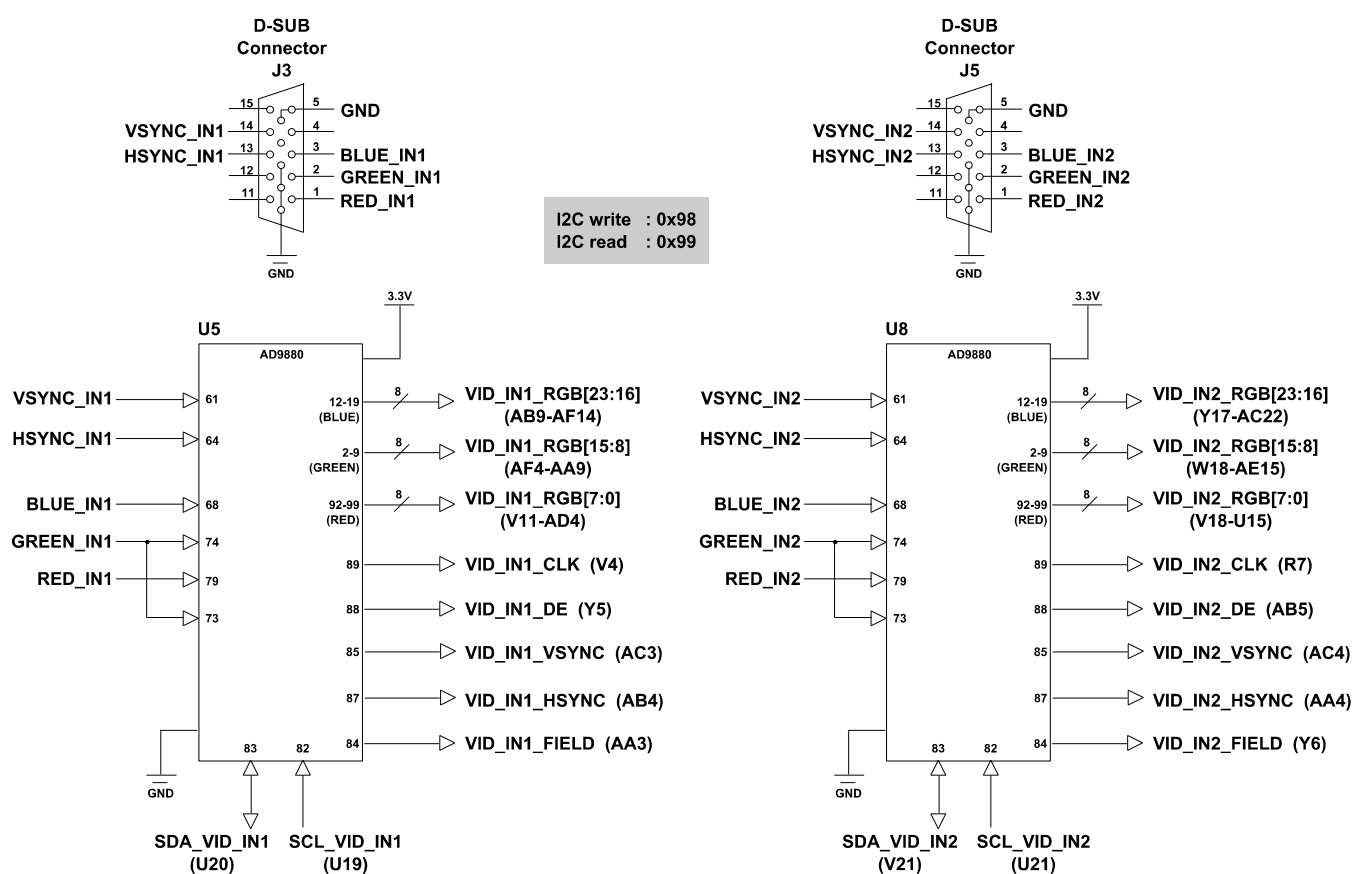 D-SUB
Connector
J3
15
5
GND
VSYNC_IN1
14
4
HSYNC_IN1
13
3
BLUE_IN1
12
2
GREEN_IN1
11
1
RED_IN1
GND
D-SUB
Connector
J5
15
5
GND
VSYNC_IN2
14
4
HSYNC_IN2
13
3
BLUE_IN2
12
2
GREEN_IN2
11
1
RED_IN2
GND
I2C write : 0x98
I2C read : 0x99
3.3V
U5
AD9880
VSYNC_IN1
61
HSYNC_IN1
64
BLUE_IN1
68
GREEN_IN1
74
RED_IN1
79
73
12-19
(BLUE)
8
VID_IN1_RGB[23:16]
(AB9-AF14)
2-9
(GREEN)
8
VID_IN1_RGB[15:8]
(AF4-AA9)
92-99
(RED)
8
VID_IN1_RGB[7:0]
(V11-AD4)
89
VID_IN1_CLK (V4)
88
VID_IN1_DE (Y5)
85
VID_IN1_VSYNC (AC3)
87
VID_IN1_HSYNC (AB4)
84
VID_IN1_FIELD (AA3)
GND
83
82
SDA_VID_IN1
(U20)
SCL_VID_IN1
(U19)
3.3V
U8
AD9880
VSYNC_IN2
61
HSYNC_IN2
64
BLUE_IN2
68
GREEN_IN2
74
RED_IN2
79
73
12-19
(BLUE)
8
VID_IN2_RGB[23:16]
(Y17-AC22)
2-9
(GREEN)
8
VID_IN2_RGB[15:8]
(W18-AE15)
92-99
(RED)
8
VID_IN2_RGB[7:0]
(V18-U15)
89
VID_IN2_CLK (R7)
88
VID_IN2_DE (AB5)
85
VID_IN2_VSYNC (AC4)
87
VID_IN2_HSYNC (AA4)
84
VID_IN2_FIELD (Y6)
GND
83
82
SDA_VID_IN2
(V21)
SCL_VID_IN2
(U21)